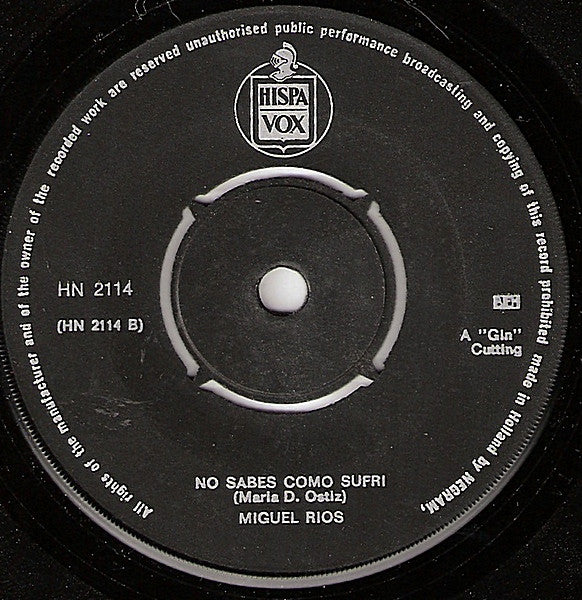 All rights of the manufacturer and of the owner of the recorded work are reserved unauthorised public performance broadcasting and copying of this record prohibited made in Holland by NEGRAM,
HISPA
VOX
HN 2114
(HN 2114 B)
A "Gin"
Cutting
NO SABES COMO SUFRI
(Maria D. Ostiz)
MIGUEL RIOS